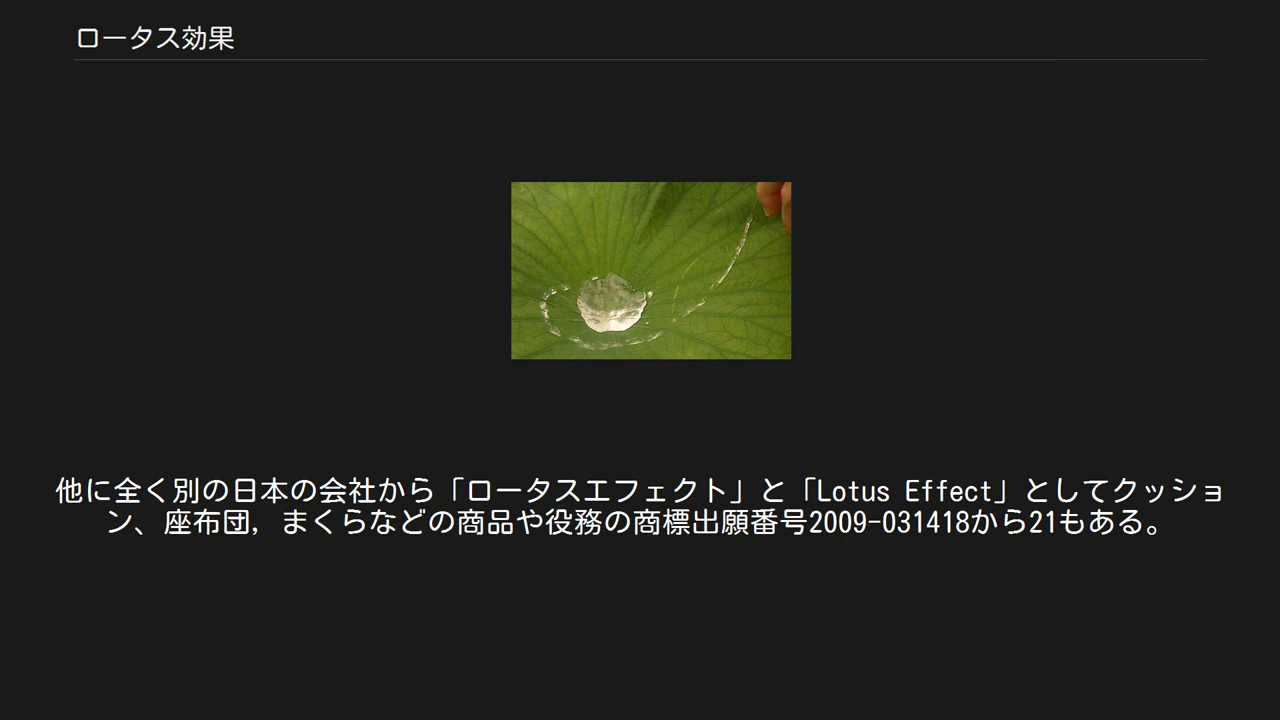 ロータス効果
他に全く別の日本の会社から「ロータスエフェクト」と「Lotus Effect」としてクッショ
ン、座布団，まくらなどの商品や役務の商標出願番号2009-031418から21もある。